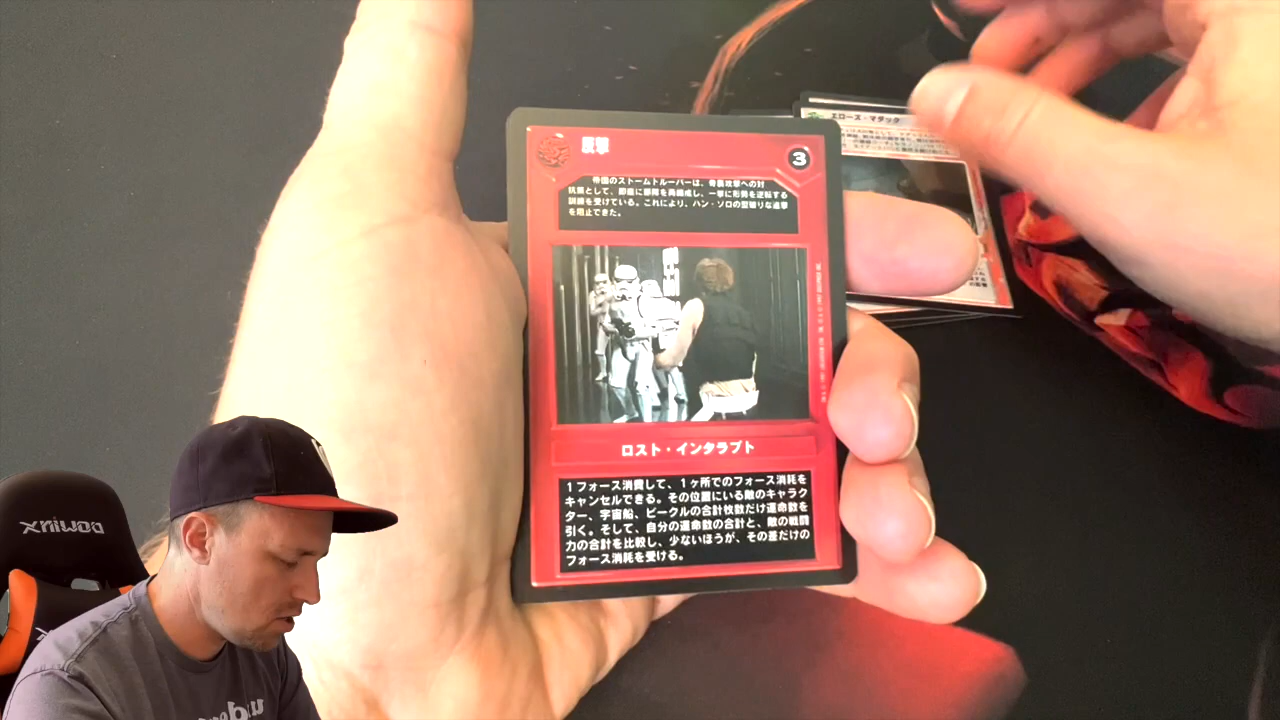 反撃
3
帝国のストームトルーパーは、奇襲攻撃への対
抗策として、即座に部隊を再編成し、一挙に形勢を逆転する
訓練を受けている。これにより、ハン・ソロの型破りな追撃
を阻止できた。
ロスト・インタラプト
1フォース消費して、1ヶ所でのフォース消耗を
キャンセルできる。その位置にいる敵のキャラク
ター、宇宙船、ビークルの合計枚数だけ運命数を
引く。そして、自分の運命数の合計と、敵の戦闘
力の合計を比較し、少ないほうが、その差だけの
フォース消耗を受ける。
エローズ・マダック